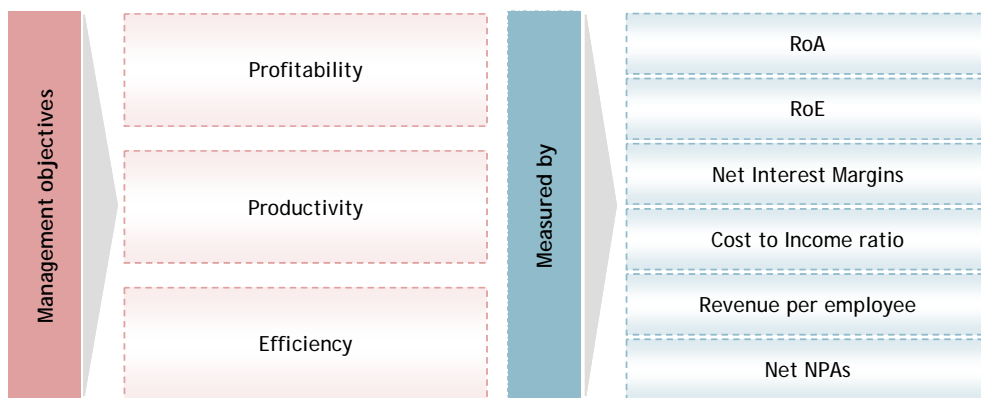 Management objectives
Profitability
Productivity
Efficiency
Measured by
RoA
RoE
Net Interest Margins
Cost to Income ratio
Revenue per employee
Net NPAs